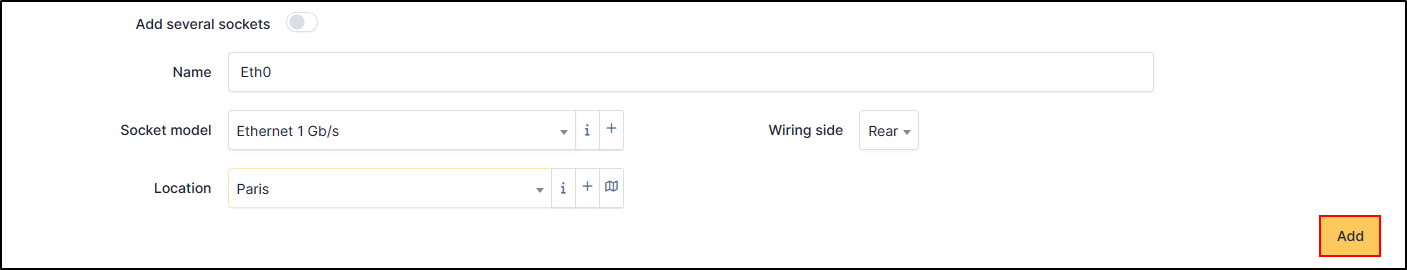 Add several sockets
Name Eth0
Socket model Ethernet 1 Gb/s i + Wiring side Rear
Location Paris i +
Add